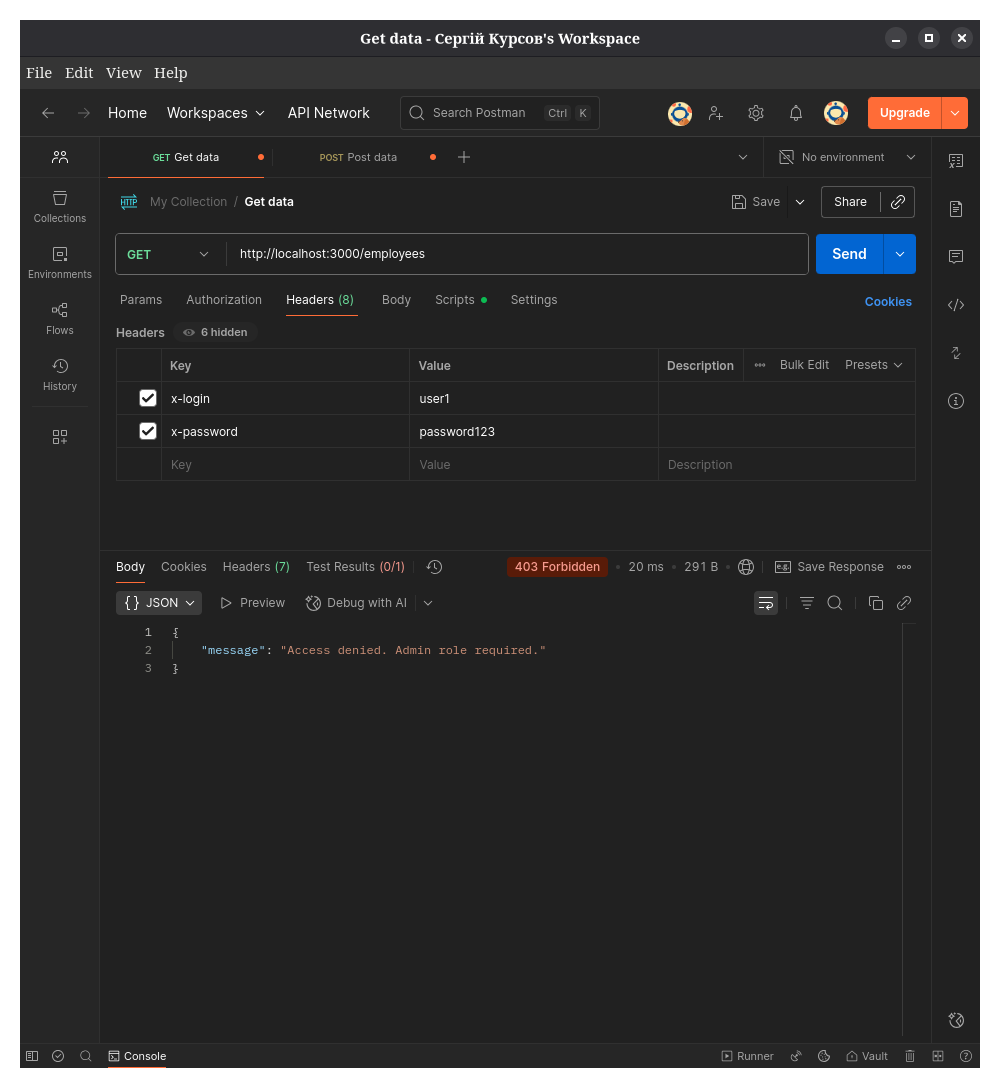 Get data - Сергій Курсов's Workspace
File Edit View Help
Home Workspaces API Network Search Postman Ctrl K Upgrade
GET Get data POST Post data No environment
HTTP My Collection / Get data Save Share
GET http://localhost:3000/employees Send
Params Authorization Headers (8) Body Scripts Settings Cookies
Headers 6 hidden
Key Value Description Bulk Edit Presets
x-login user1
x-password password123
Key Value Description
Collections
Environments
Flows
History
Body Cookies Headers (7) Test Results (0/1) 403 Forbidden 20 ms 291 B e.g. Save Response
{} JSON Preview Debug with AI
1 {
2 "message": "Access denied. Admin role required."
3 }
Console Runner Vault